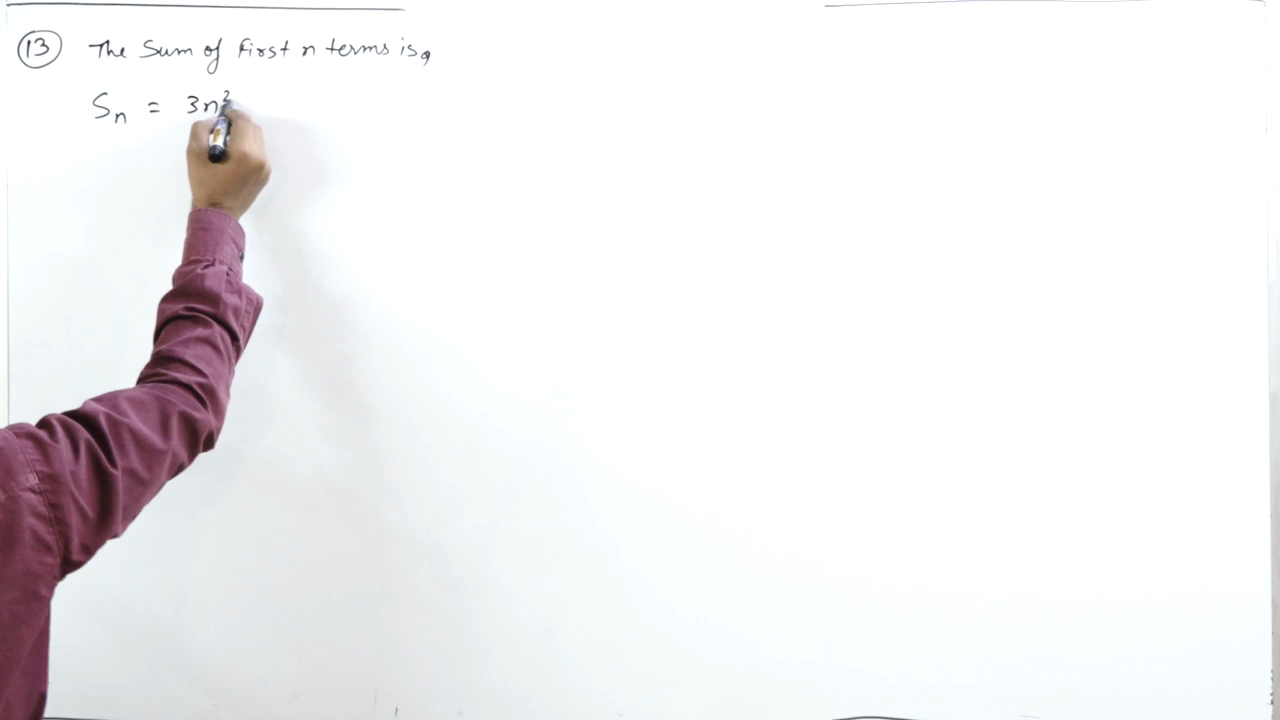 13 The Sum of First n terms is,
Sn = 3n²